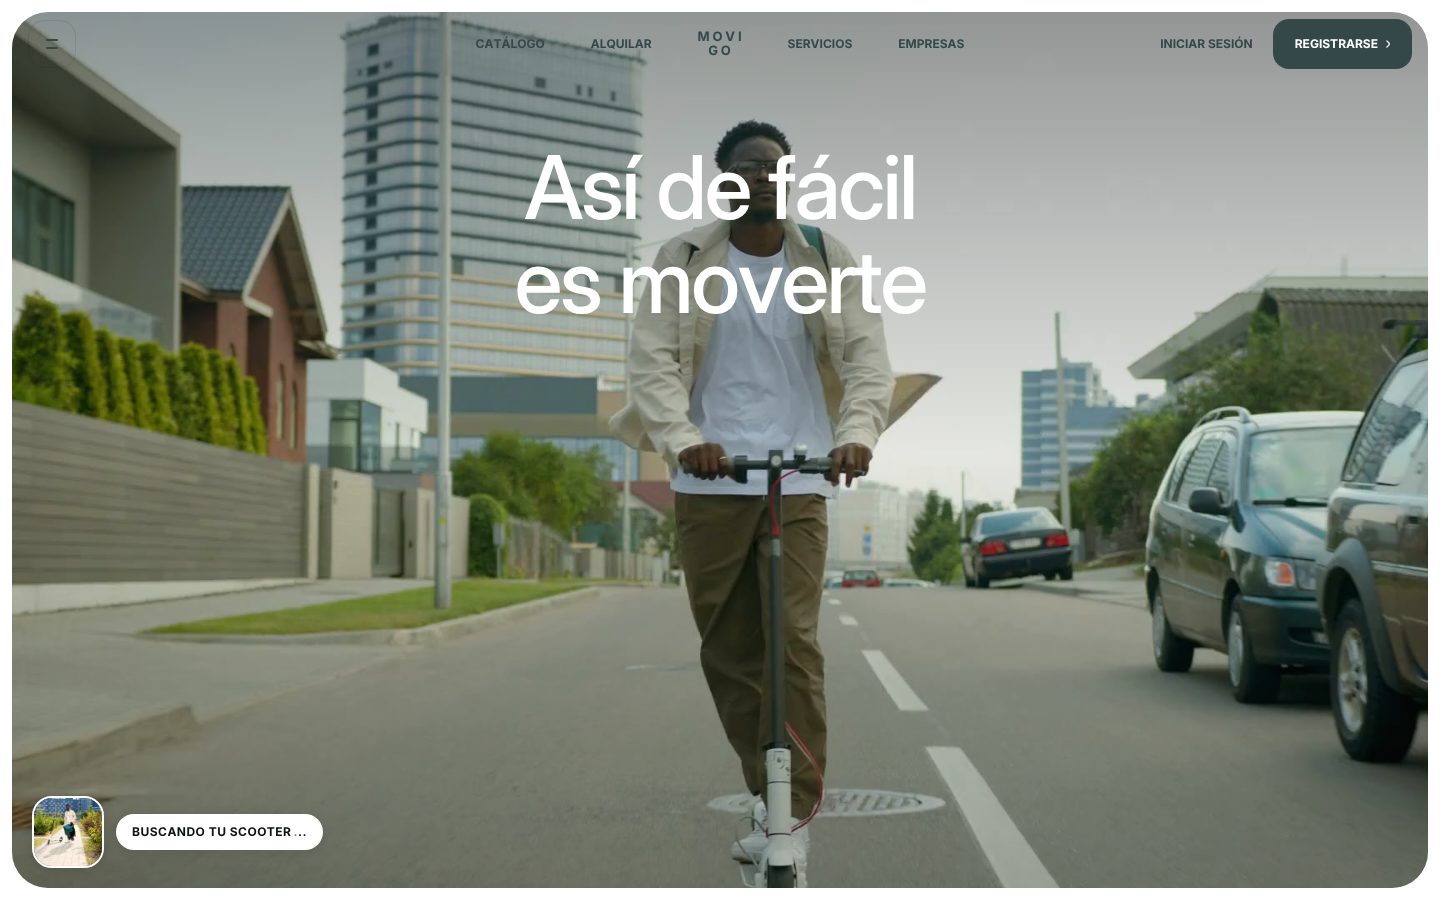 CATÁLOGO
ALQUILAR
MOVI
GO
SERVICIOS
EMPRESAS
INICIAR SESIÓN
REGISTRARSE
Así de fácil
es moverte
BUSCANDO TU SCOOTER ...